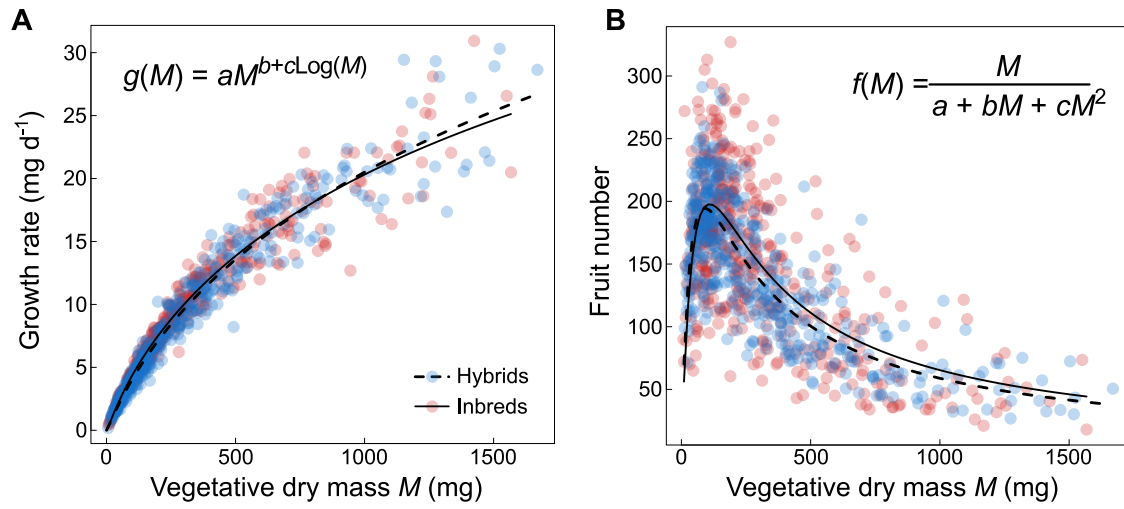 A
g(M) = aM^b+cLog(M)
Growth rate (mg d⁻¹)
30
25
20
15
10
5
0
Hybrids
Inbreds
0 500 1000 1500
Vegetative dry mass M (mg)
B
f(M) = M / a + bM + cM²
Fruit number
300
250
200
150
100
50
0 500 1000 1500
Vegetative dry mass M (mg)